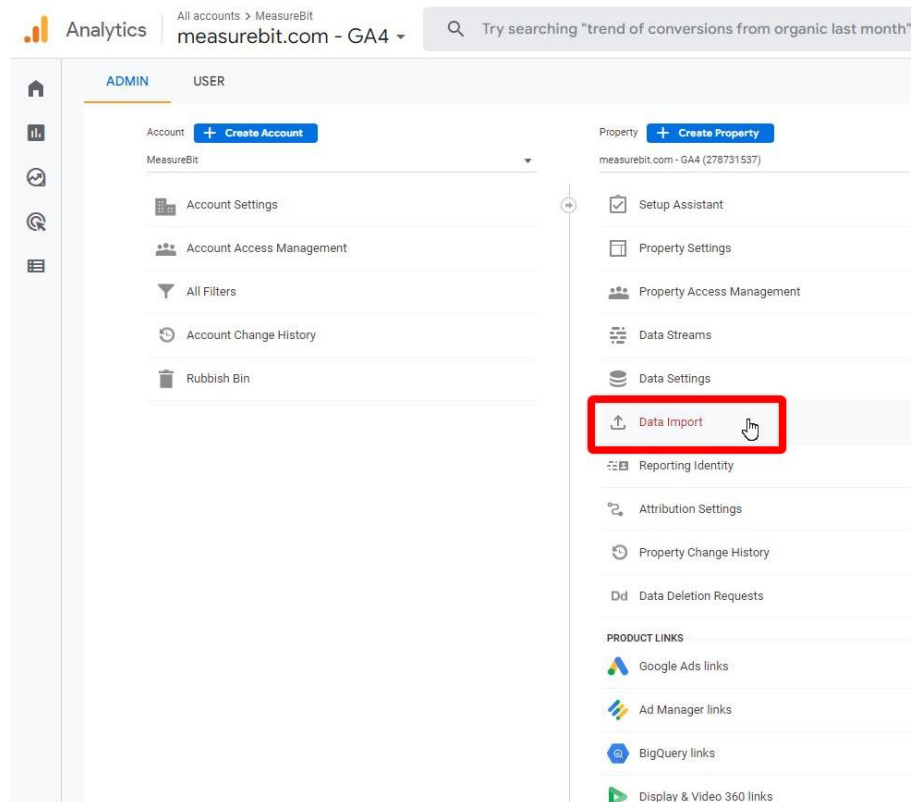 Analytics
All accounts > MeasureBit
measurebit.com - GA4
Try searching "trend of conversions from organic last month"
ADMIN
USER
Account
+ Create Account
MeasureBit
Account Settings
Account Access Management
All Filters
Account Change History
Rubbish Bin
Property
+ Create Property
measurebit.com - GA4 (278731537)
Setup Assistant
Property Settings
Property Access Management
Data Streams
Data Settings
Data Import
Reporting Identity
Attribution Settings
Property Change History
Dd Data Deletion Requests
PRODUCT LINKS
Google Ads links
Ad Manager links
BigQuery links
Display & Video 360 links